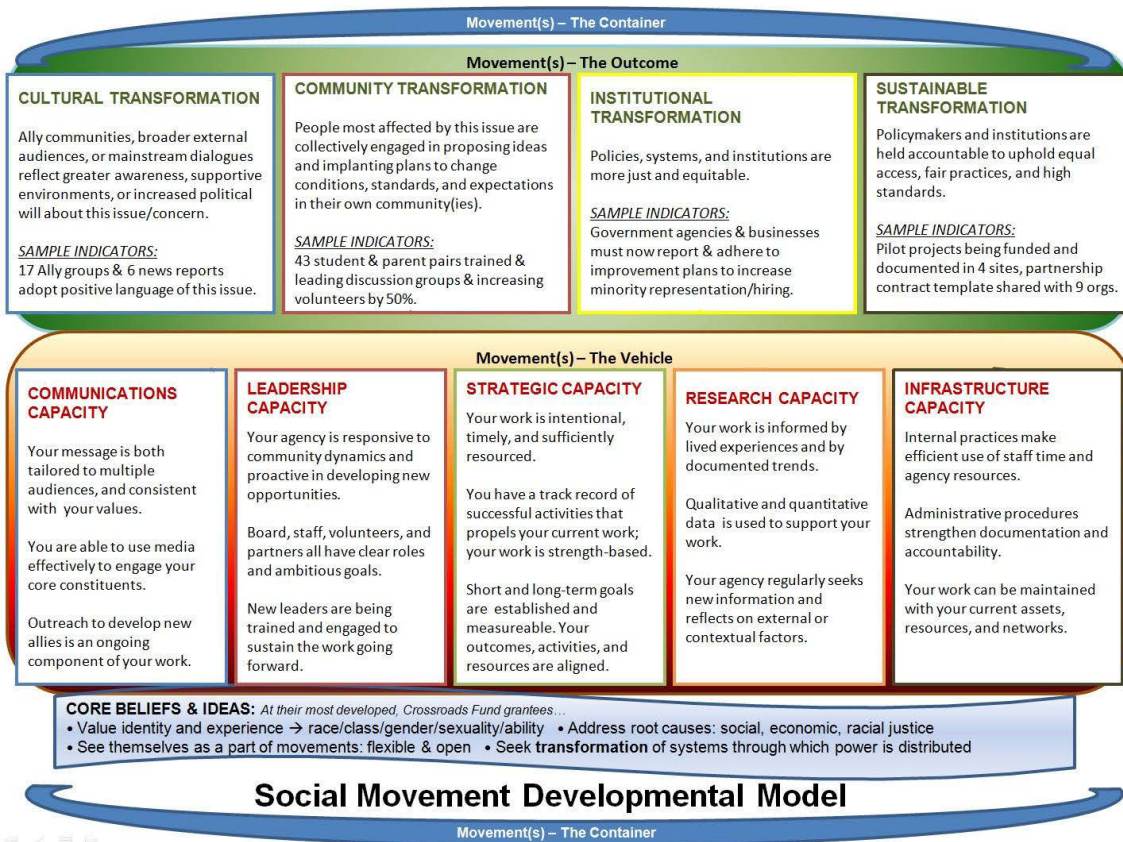 Movement(s) – The Container
Movement(s) – The Outcome
CULTURAL TRANSFORMATION
Ally communities, broader external
audiences, or mainstream dialogues
reflect greater awareness, supportive
environments, or increased political
will about this issue/concern.
SAMPLE INDICATORS:
17 Ally groups & 6 news reports
adopt positive language of this issue.
COMMUNITY TRANSFORMATION
People most affected by this issue are
collectively engaged in proposing ideas
and implanting plans to change
conditions, standards, and expectations
in their own community(ies).
SAMPLE INDICATORS:
43 student & parent pairs trained &
leading discussion groups & increasing
volunteers by 50%.
INSTITUTIONAL
TRANSFORMATION
Policies, systems, and institutions are
more just and equitable.
SAMPLE INDICATORS:
Government agencies & businesses
must now report & adhere to
improvement plans to increase
minority representation/hiring.
SUSTAINABLE
TRANSFORMATION
Policymakers and institutions are
held accountable to uphold equal
access, fair practices, and high
standards.
SAMPLE INDICATORS:
Pilot projects being funded and
documented in 4 sites, partnership
contract template shared with 9 orgs.
Movement(s) – The Vehicle
COMMUNICATIONS
CAPACITY
Your message is both
tailored to multiple
audiences, and consistent
with your values.
You are able to use media
effectively to engage your
core constituents.
Outreach to develop new
allies is an ongoing
component of your work.
LEADERSHIP
CAPACITY
Your agency is responsive to
community dynamics and
proactive in developing new
opportunities.
Board, staff, volunteers, and
partners all have clear roles
and ambitious goals.
New leaders are being
trained and engaged to
sustain the work going
forward.
STRATEGIC CAPACITY
Your work is intentional,
timely, and sufficiently
resourced.
You have a track record of
successful activities that
propels your current work;
your work is strength-based.
Short and long-term goals
are established and
measureable. Your
outcomes, activities, and
resources are aligned.
RESEARCH CAPACITY
Your work is informed by
lived experiences and by
documented trends.
Qualitative and quantitative
data is used to support your
work.
Your agency regularly seeks
new information and
reflects on external or
contextual factors.
INFRASTRUCTURE
CAPACITY
Internal practices make
efficient use of staff time and
agency resources.
Administrative procedures
strengthen documentation and
accountability.
Your work can be maintained
with your current assets,
resources, and networks.
CORE BELIEFS & IDEAS: At their most developed, Crossroads Fund grantees…
• Value identity and experience → race/class/gender/sexuality/ability • Address root causes: social, economic, racial justice
• See themselves as a part of movements: flexible & open • Seek transformation of systems through which power is distributed
Social Movement Developmental Model
Movement(s) – The Container